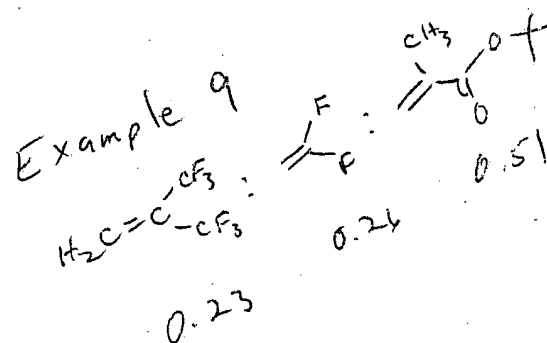 Example 9
H₂C=C-CF₃ CF₃ : F F : CH₃ O O
0.23 0.26 0.51